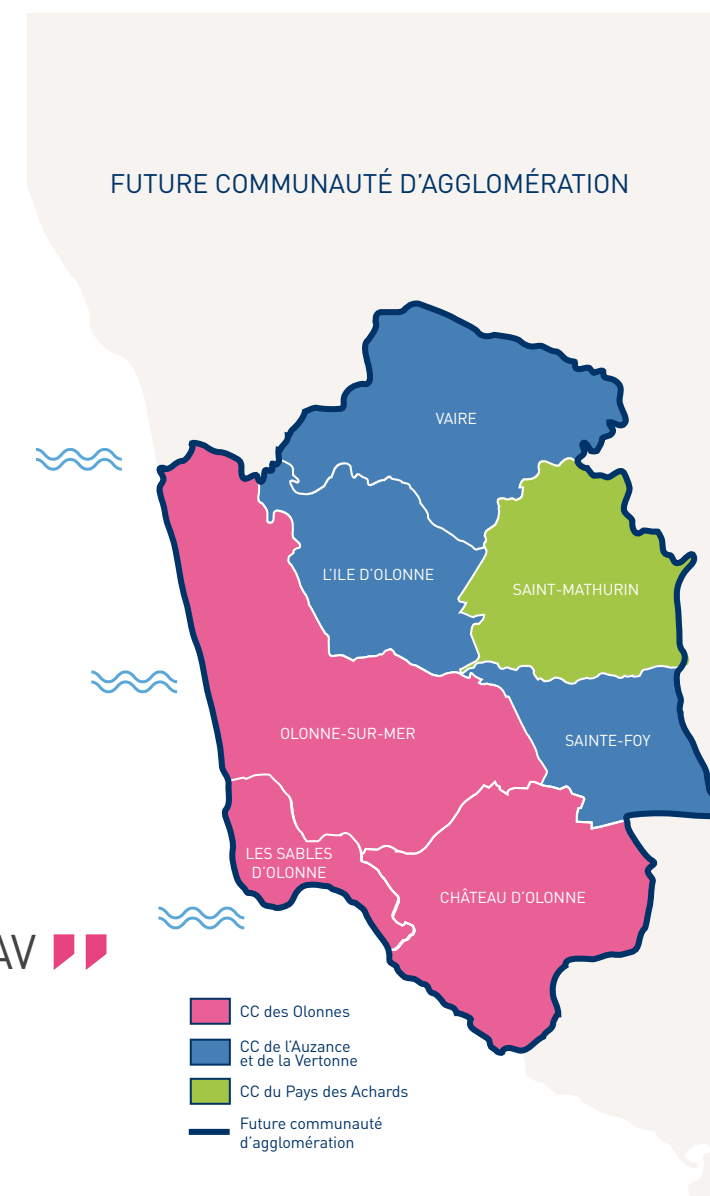 FUTURE COMMUNAUTÉ D'AGGLOMÉRATION
VAIRE
L'ILE D'OLONNE
SAINT-MATHURIN
OLONNE-SUR-MER
SAINTE-FOY
LES SABLES
D'OLONNE
CHÂTEAU D'OLONNE
AV
CC des Olonnes
CC de l'Auzance
et de la Vertonne
CC du Pays des Achards
Future communauté
d'agglomération